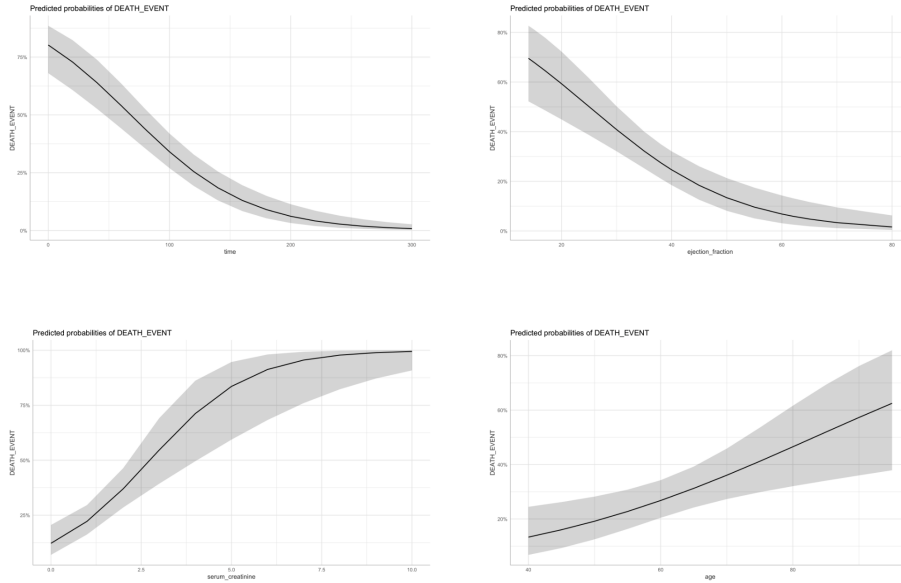 Predicted probabilities of DEATH_EVENT
75%
50%
25%
0%
DEATH_EVENT
0
100
200
300
time
Predicted probabilities of DEATH_EVENT
80%
60%
40%
20%
0%
DEATH_EVENT
20
40
60
80
ejection_fraction
Predicted probabilities of DEATH_EVENT
100%
75%
50%
25%
DEATH_EVENT
0.0
2.5
5.0
7.5
10.0
serum_creatinine
Predicted probabilities of DEATH_EVENT
80%
60%
40%
20%
DEATH_EVENT
40
60
80
age